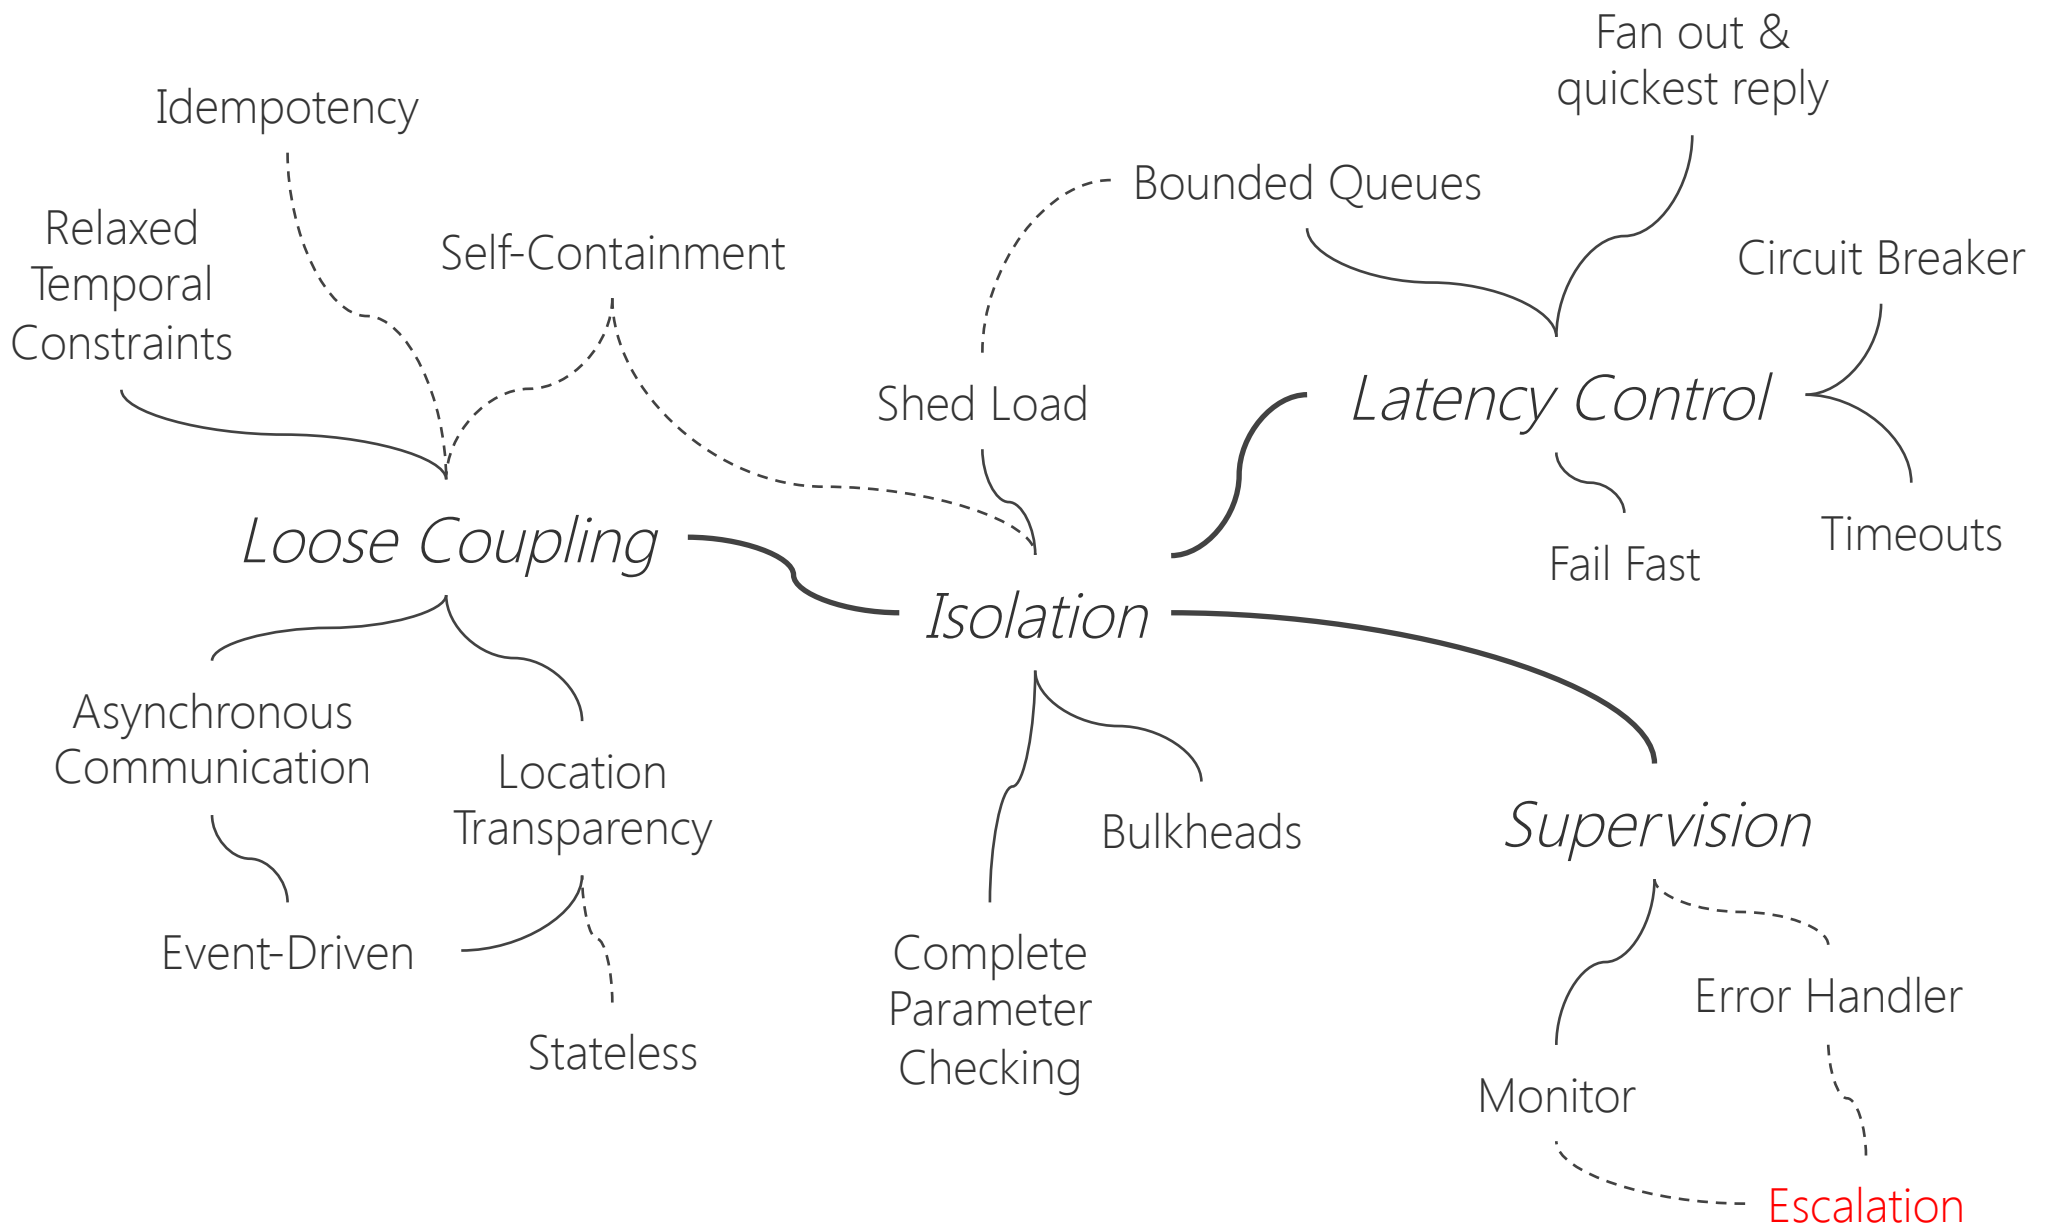 Fan out &
quickest reply
Idempotency
Bounded Queues
Relaxed
Temporal
Constraints
Self-Containment
Circuit Breaker
Shed Load
Latency Control
Loose Coupling
Timeouts
Fail Fast
Isolation
Asynchronous
Communication
Location
Transparency
Bulkheads
Supervision
Event-Driven
Complete
Parameter
Checking
Error Handler
Stateless
Monitor
Escalation